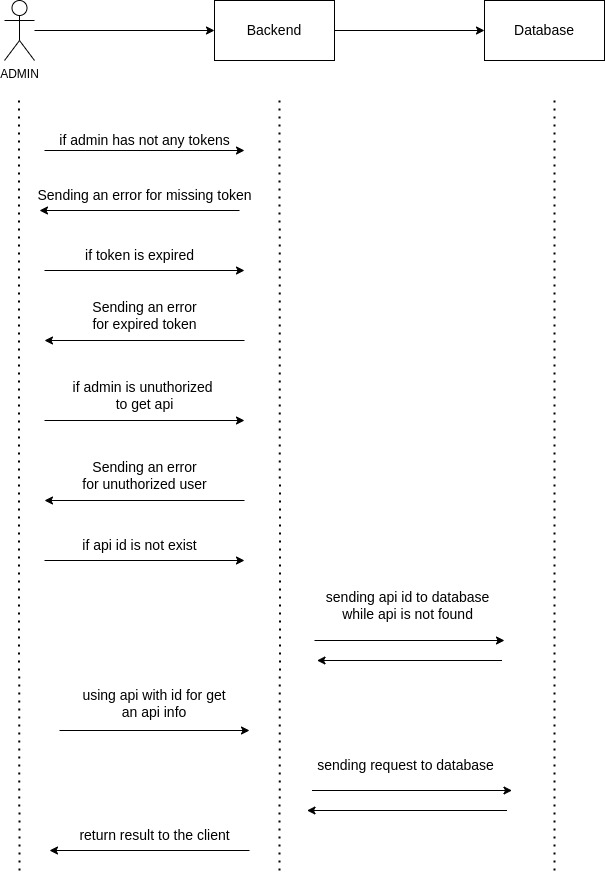 Backend
Database
ADMIN
if admin has not any tokens
Sending an error for missing token
if token is expired
Sending an error
for expired token
if admin is unuthorized
to get api
Sending an error
for unuthorized user
if api id is not exist
sending api id to database
while api is not found
using api with id for get
an api info
sending request to database
return result to the client